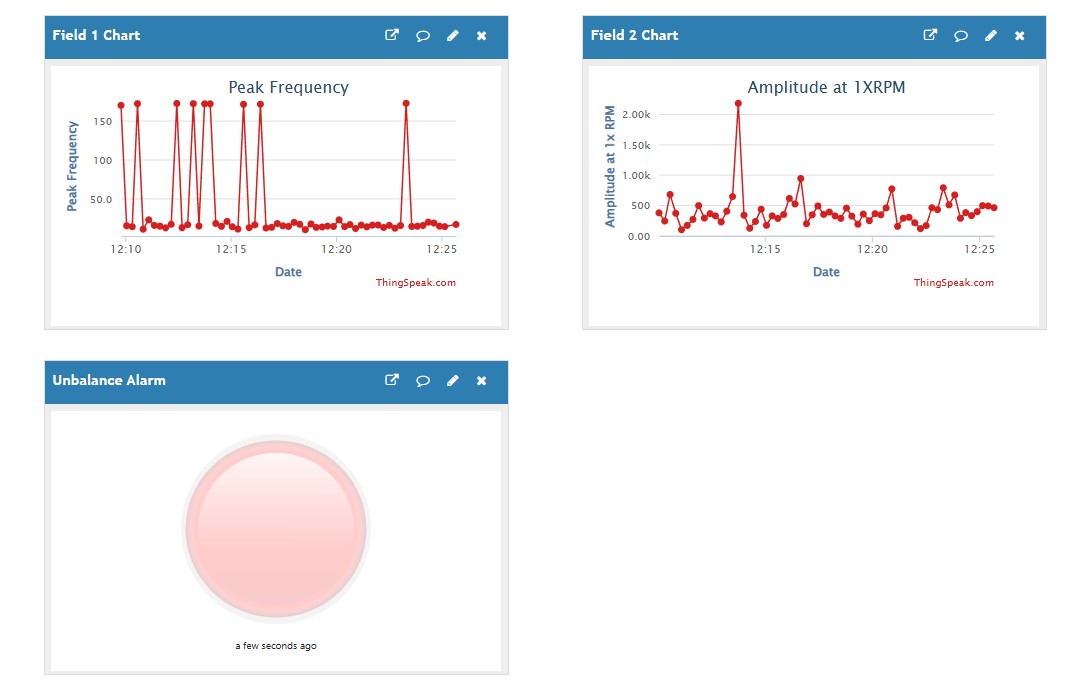 Field 1 Chart
Peak Frequency
Peak Frequency
150
100
50.0
12:10 12:15 12:20 12:25
Date
ThingSpeak.com
Field 2 Chart
Amplitude at 1XRPM
Amplitude at 1x RPM
2.00k
1.50k
1.00k
500
0.00
12:15 12:20 12:25
Date
ThingSpeak.com
Unbalance Alarm
a few seconds ago